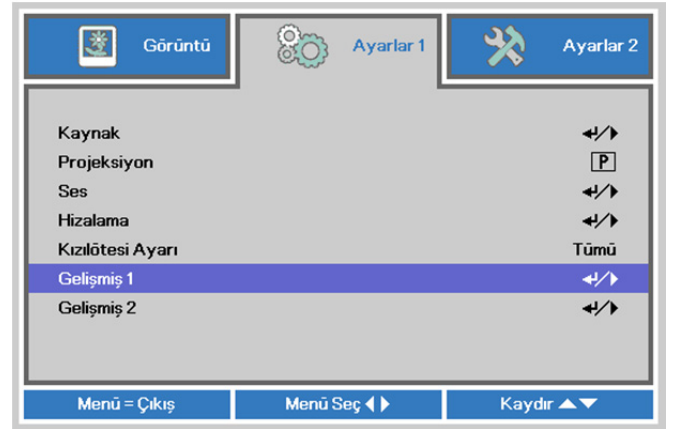 Görüntü Ayarlar 1 Ayarlar 2
Kaynak ↵/▶
Projeksiyon P
Ses ↵/▶
Hizalama ↵/▶
Kızılötesi Ayarı Tümü
Gelişmiş 1 ↵/▶
Gelişmiş 2 ↵/▶
Menü = Çıkış Menü Seç ◀▶ Kaydır ▲▼